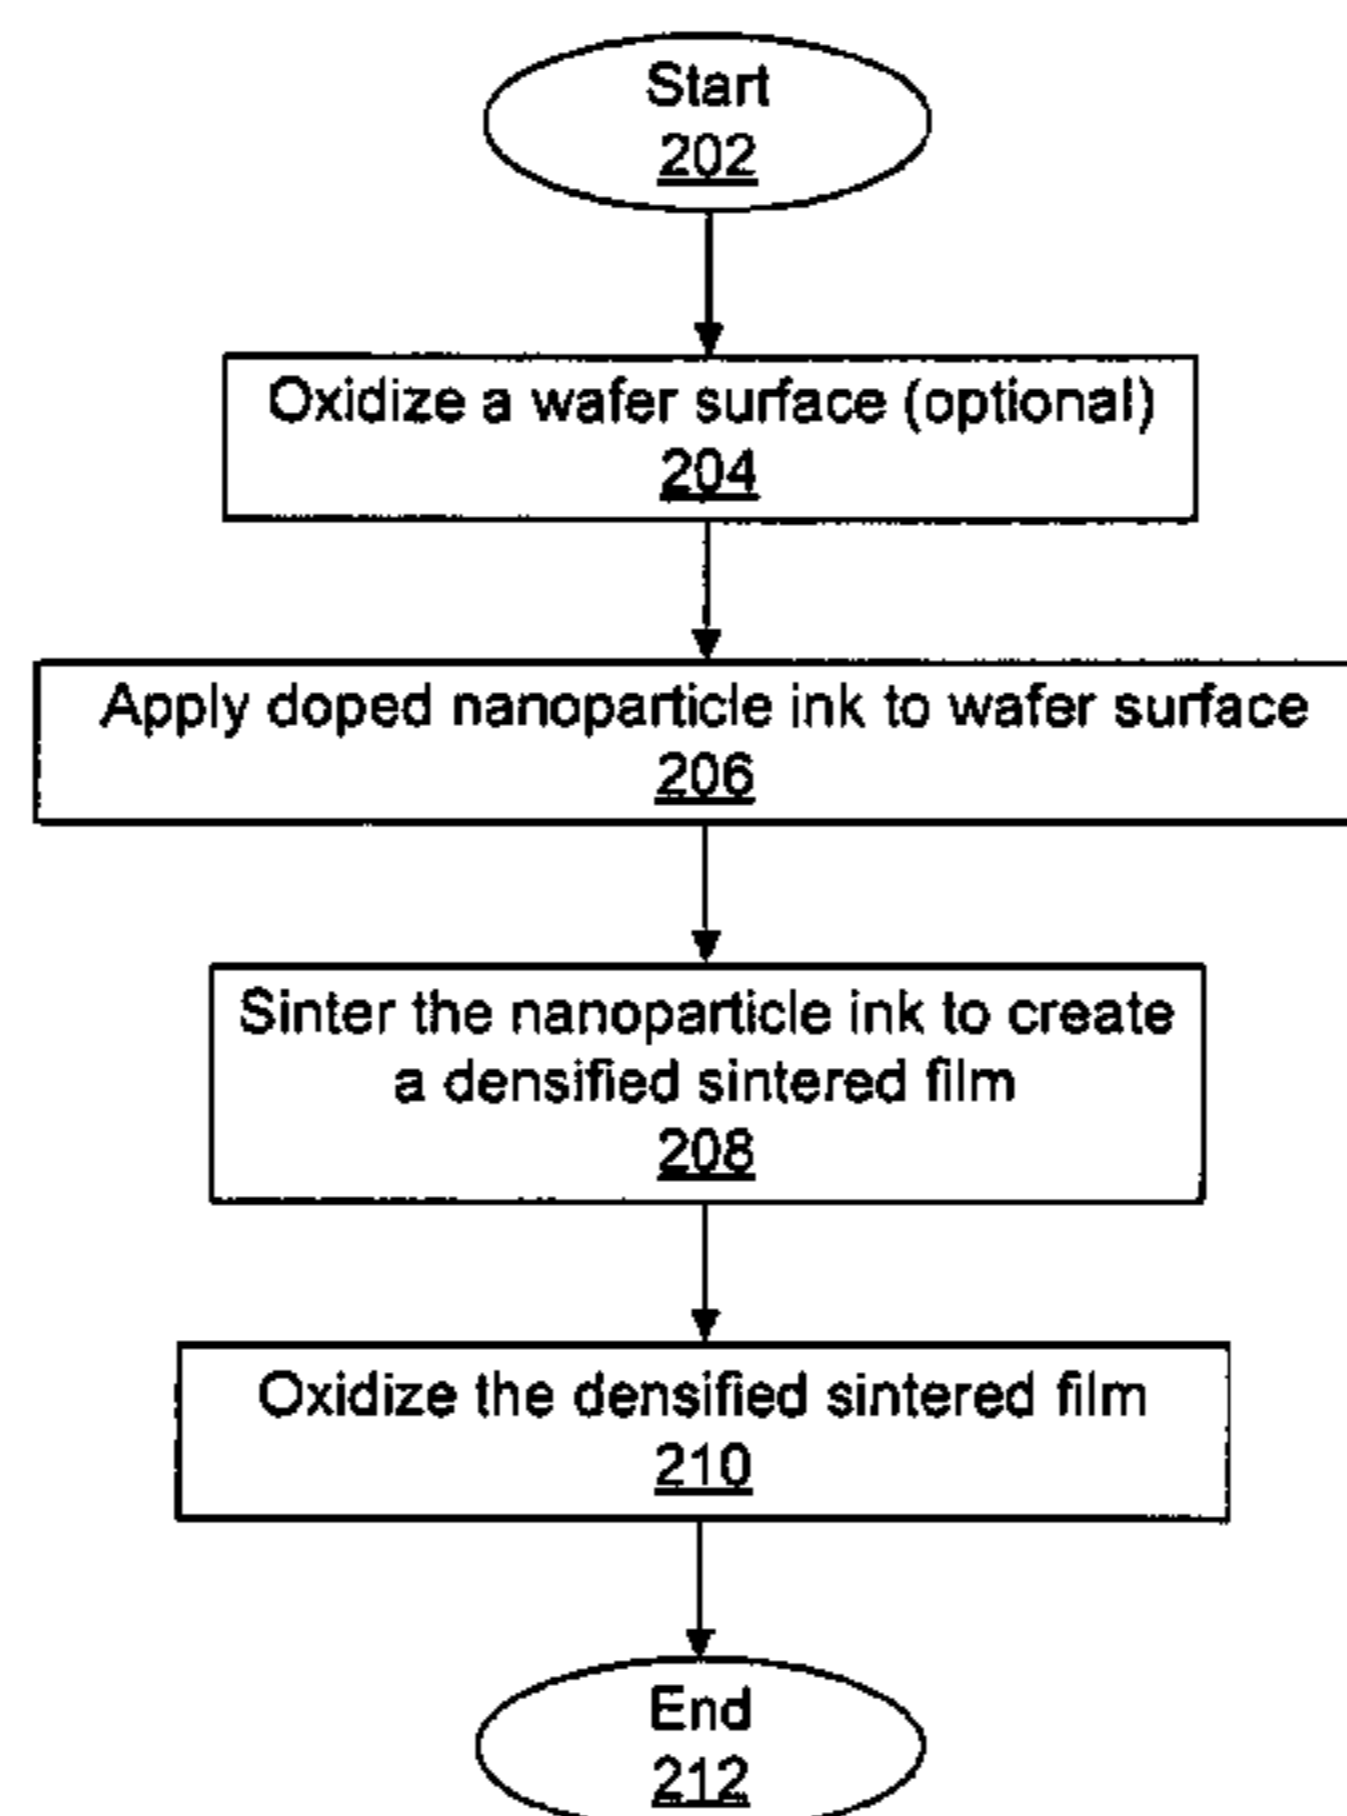 Start
202
Oxidize a wafer surface (optional)
204
Apply doped nanoparticle ink to wafer surface
206
Sinter the nanoparticle ink to create
a densified sintered film
208
Oxidize the densified sintered film
210
End
212